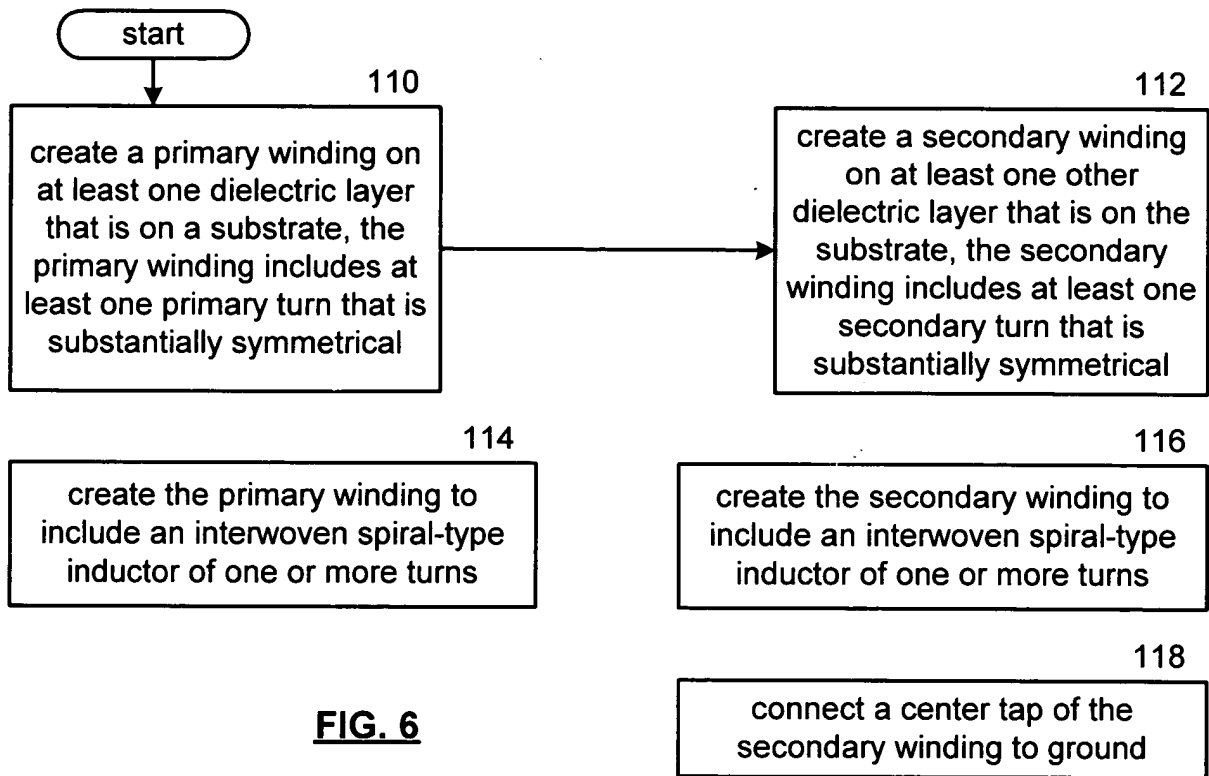 start
110
create a primary winding on
at least one dielectric layer
that is on a substrate, the
primary winding includes at
least one primary turn that is
substantially symmetrical
112
create a secondary winding
on at least one other
dielectric layer that is on the
substrate, the secondary
winding includes at least one
secondary turn that is
substantially symmetrical
114
create the primary winding to
include an interwoven spiral-type
inductor of one or more turns
116
create the secondary winding to
include an interwoven spiral-type
inductor of one or more turns
118
connect a center tap of the
secondary winding to ground
FIG. 6